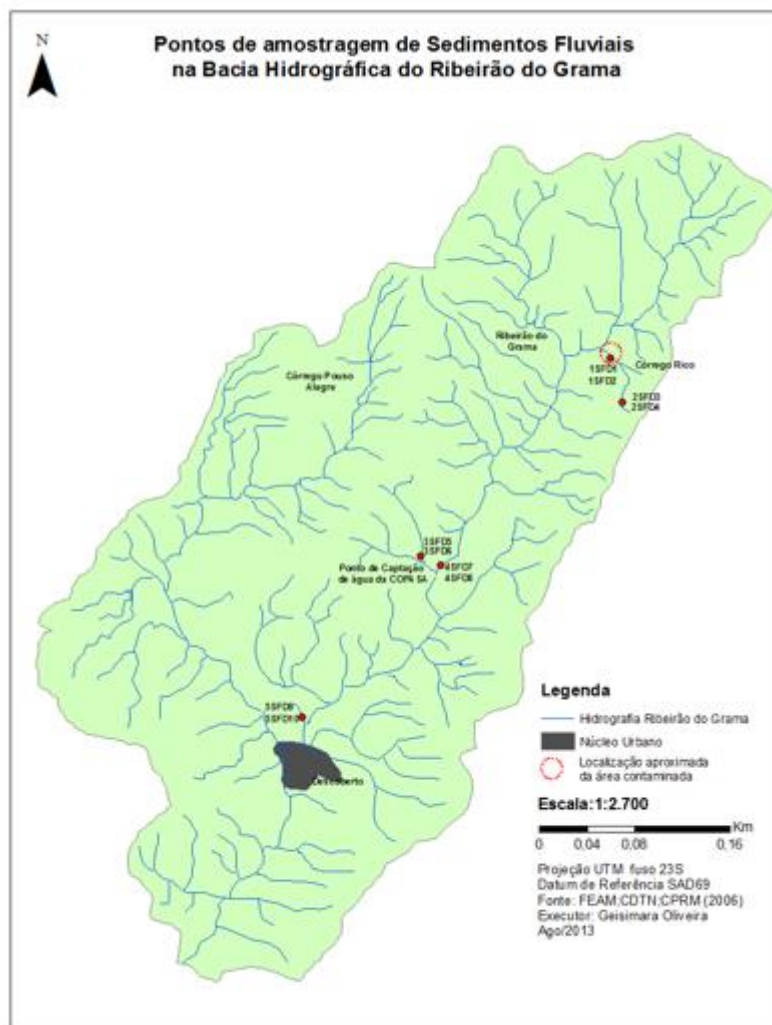 N
Pontos de amostragem de Sedimentos Fluviais
na Bacia Hidrográfica do Ribeirão do Grama
Ribeirão do
Grama
Córrego Rico
1SFD1
1SFD2
2SFD3
2SFD4
Córrego Pouso
Alegre
3SFD5
3SFD6
Ponto de Captação
de água da COPA SA
4SFD7
4SFD8
5SFD9
5SFD10
Descoberto
Legenda
Hidrografia Ribeirão do Grama
Núcleo Urbano
Localização aproximada
da área contaminada
Escala:1:2.700
Km
0 0.04 0.08 0.16
Projeção UTM fuso 23S
Datum de Referência SAD69
Fonte: FEAM;CDTN;CPRM (2006)
Executor: Geisimara Oliveira
Ago/2013